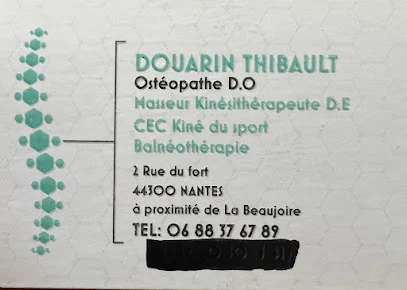 DOUARIN THIBAULT
Ostéopathe D.O
Masseur Kinésithérapeute D.E
CEC Kiné du sport
Balnéothérapie
2 Rue du fort
44300 NANTES
à proximité de La Beaujoire
TEL: 06 88 37 67 89